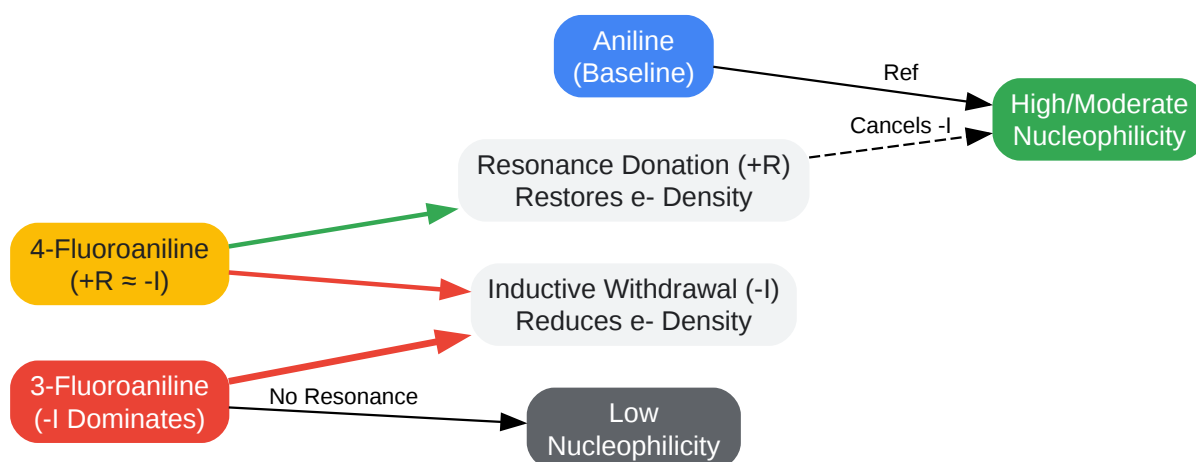 Aniline
(Baseline)
Ref
High/Moderate
Nucleophilicity
Cancels -I
Resonance Donation (+R)
Restores e- Density
4-Fluoroaniline
(+R ≈ -I)
Inductive Withdrawal (-I)
Reduces e- Density
3-Fluoroaniline
(-I Dominates)
No Resonance
Low
Nucleophilicity